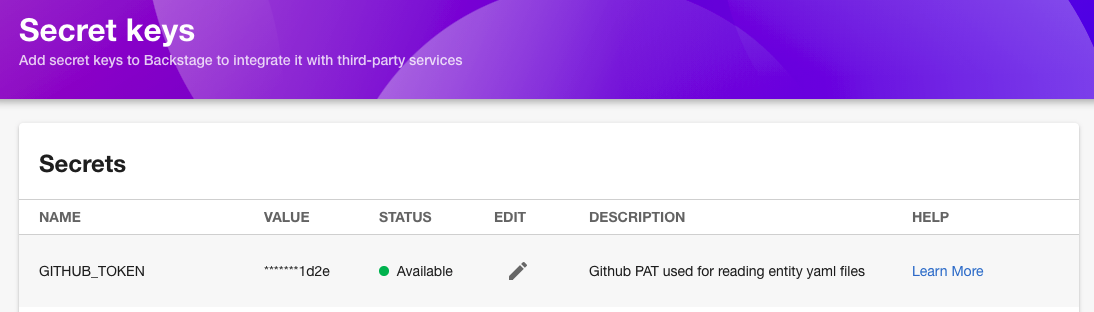 Secret keys
Add secret keys to Backstage to integrate it with third-party services
Secrets
NAME VALUE STATUS EDIT DESCRIPTION HELP
GITHUB_TOKEN *******1d2e Available Github PAT used for reading entity yaml files Learn More